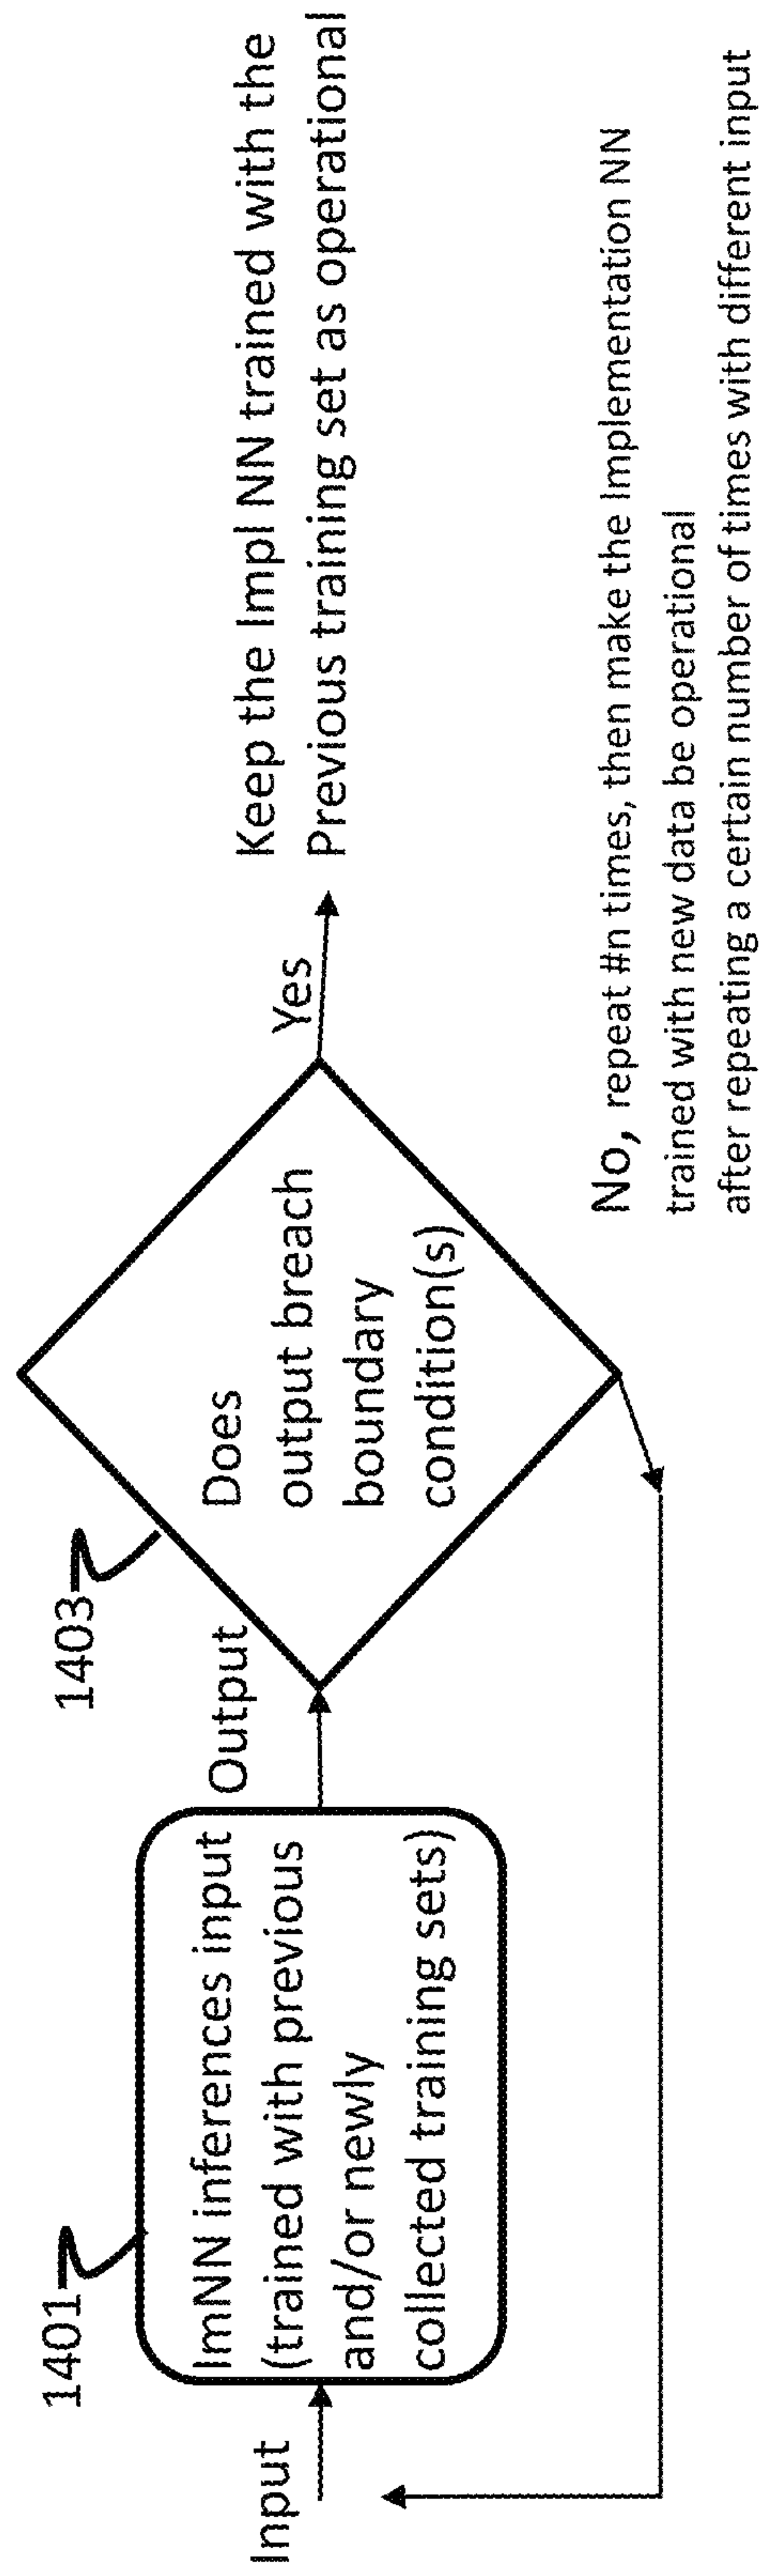 1401
1403
Input
ImNN inferences input
(trained with previous
and/or newly
collected training sets)
Output
Does
output breach
boundary
condition(s)
Yes
Keep the Impl NN trained with the
Previous training set as operational
No, repeat #n times, then make the Implementation NN
trained with new data be operational
after repeating a certain number of times with different input